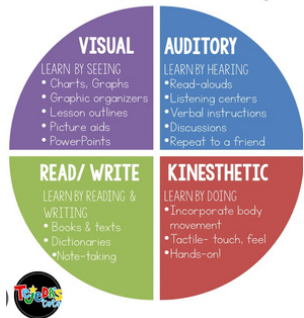 VISUAL
LEARN BY SEEING
• Charts, Graphs
• Graphic organizers
• Lesson outlines
• Picture aids
• PowerPoints
AUDITORY
LEARN BY HEARING
•Read-alouds
•Listening centers
•Verbal instructions
•Discussions
•Repeat to a friend
READ/ WRITE
LEARN BY READING &
WRITING
• Books & texts
• Dictionaries
•Note-taking
KINESTHETIC
LEARN BY DOING
•Incorporate body
movement
•Tactile- touch, feel
•Hands-on!